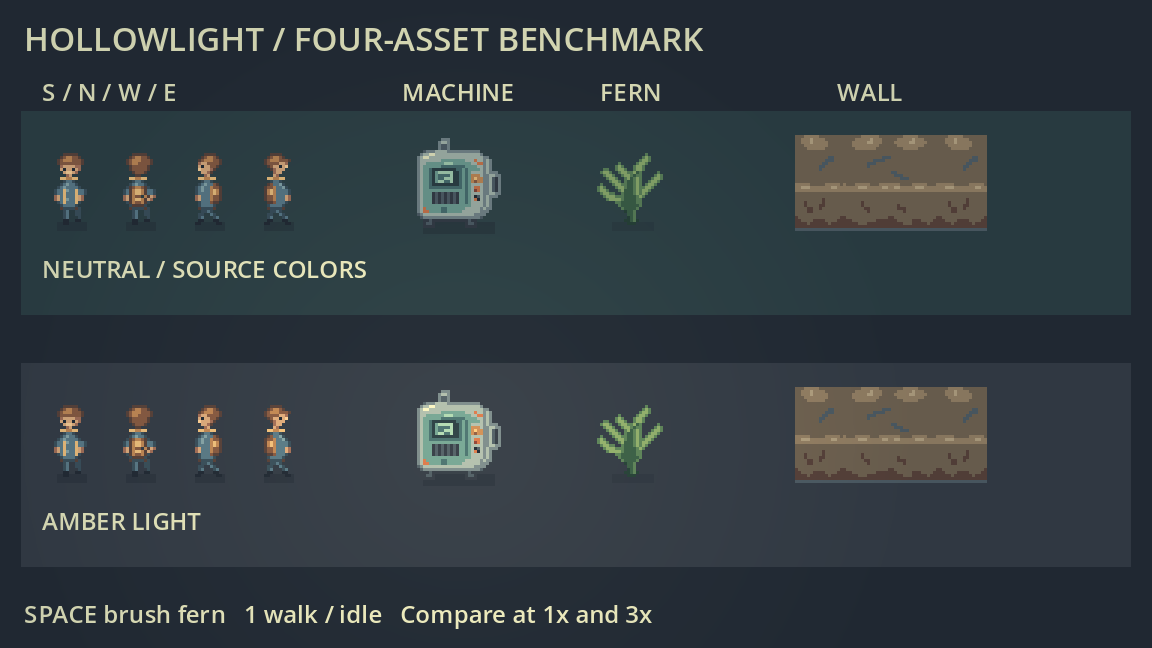 HOLLOWLIGHT / FOUR-ASSET BENCHMARK
S / N / W / E MACHINE FERN WALL
NEUTRAL / SOURCE COLORS
AMBER LIGHT
SPACE brush fern 1 walk / idle Compare at 1x and 3x